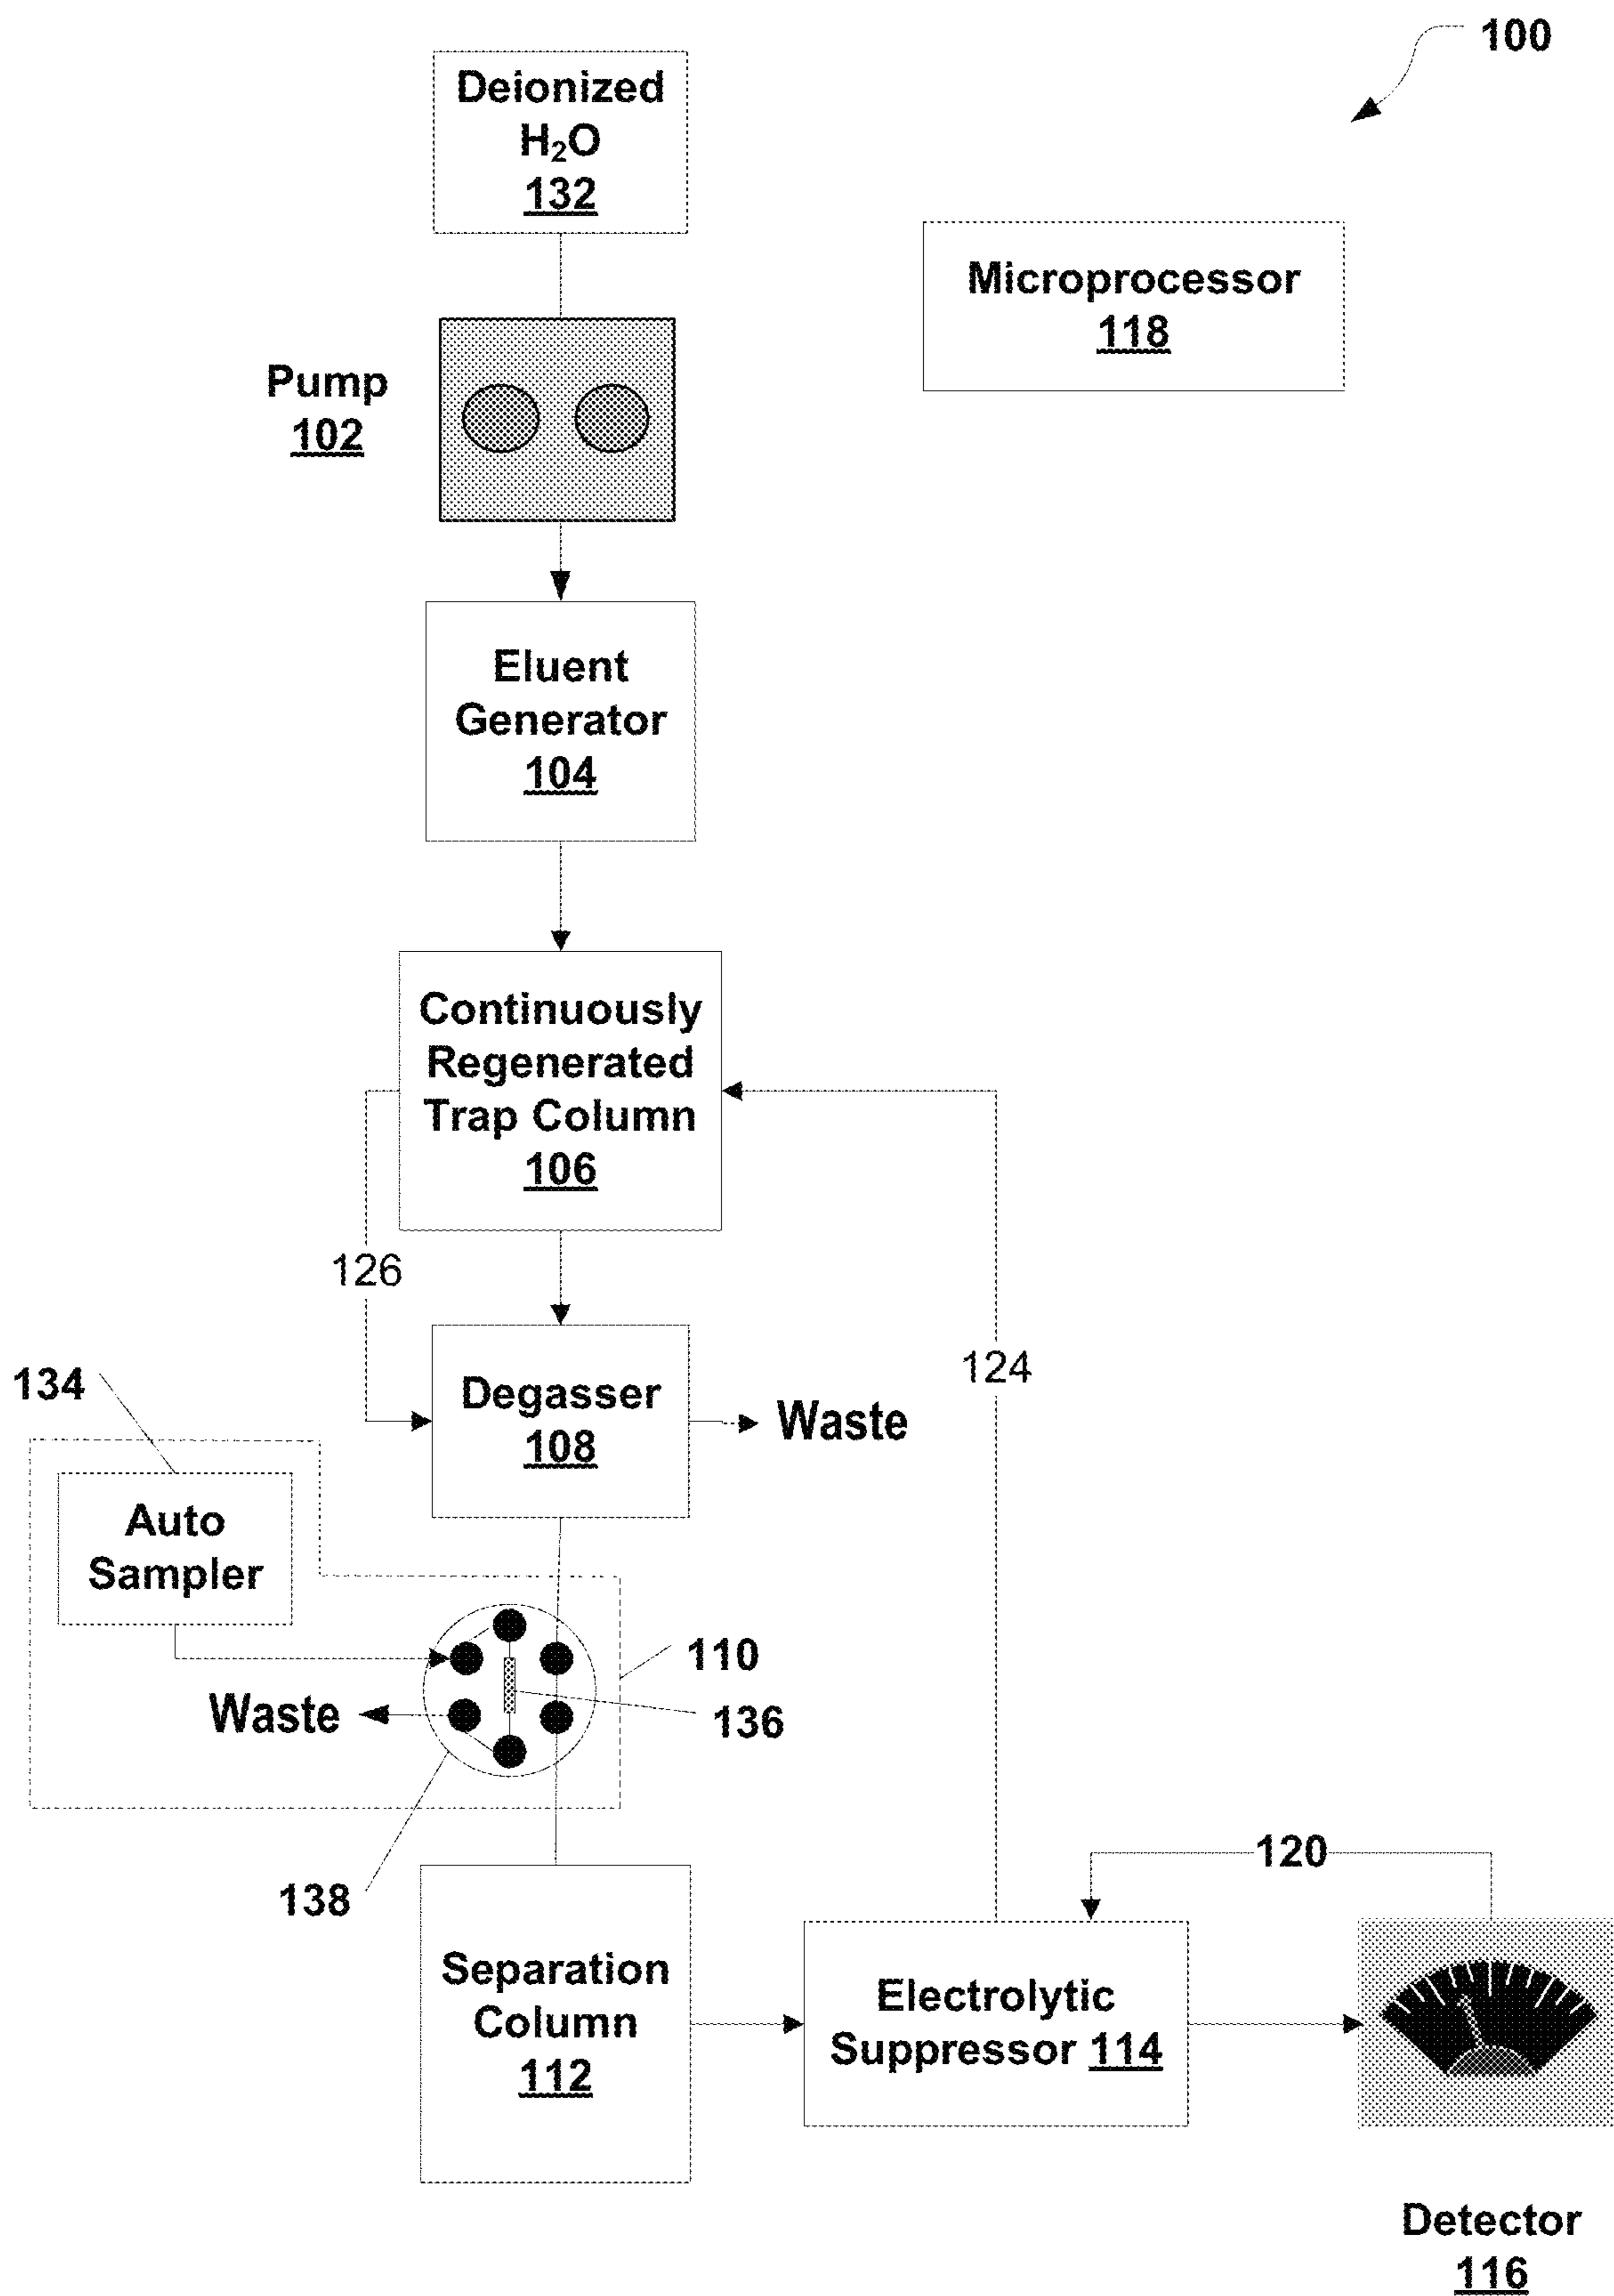 100
Deionized
H₂O
132
Microprocessor
118
Pump
102
Eluent
Generator
104
Continuously
Regenerated
Trap Column
106
126
124
134
Degasser
108
Waste
Auto
Sampler
110
Waste
136
138
120
Separation
Column
112
Electrolytic
Suppressor 114
Detector
116